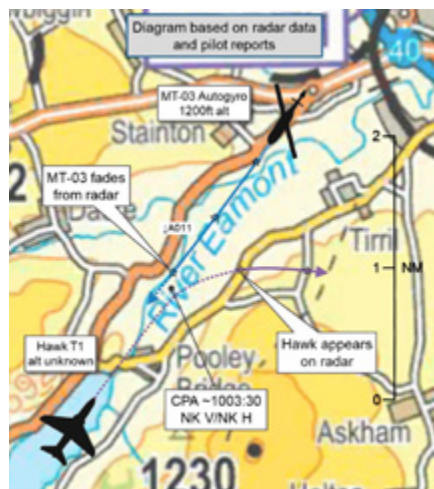 Diagram based on radar data
and pilot reports
40
MT-03 Autogyro
1200ft alt
Stainton
2
MT-03 fades
from radar
2
A011
River Eamont
Tirril
1
NM
Hawk T1
alt unknown
Pooley
Bridge
Hawk appears
on radar
CPA ~1003:30
NK V/NK H
0
Askham
1230